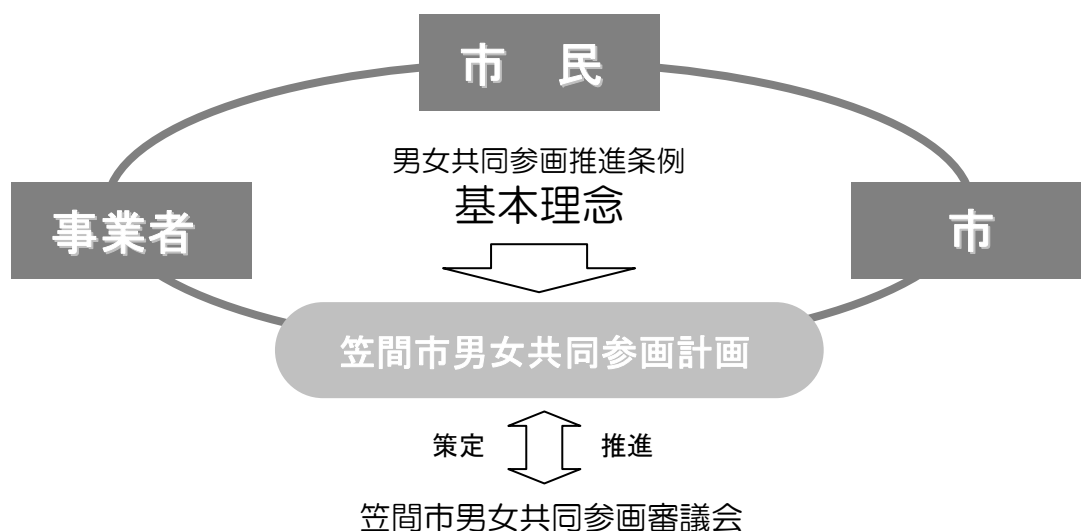 市　民
男女共同参画推進条例
基本理念
事業者
市
笠間市男女共同参画計画
策定
推進
笠間市男女共同参画審議会